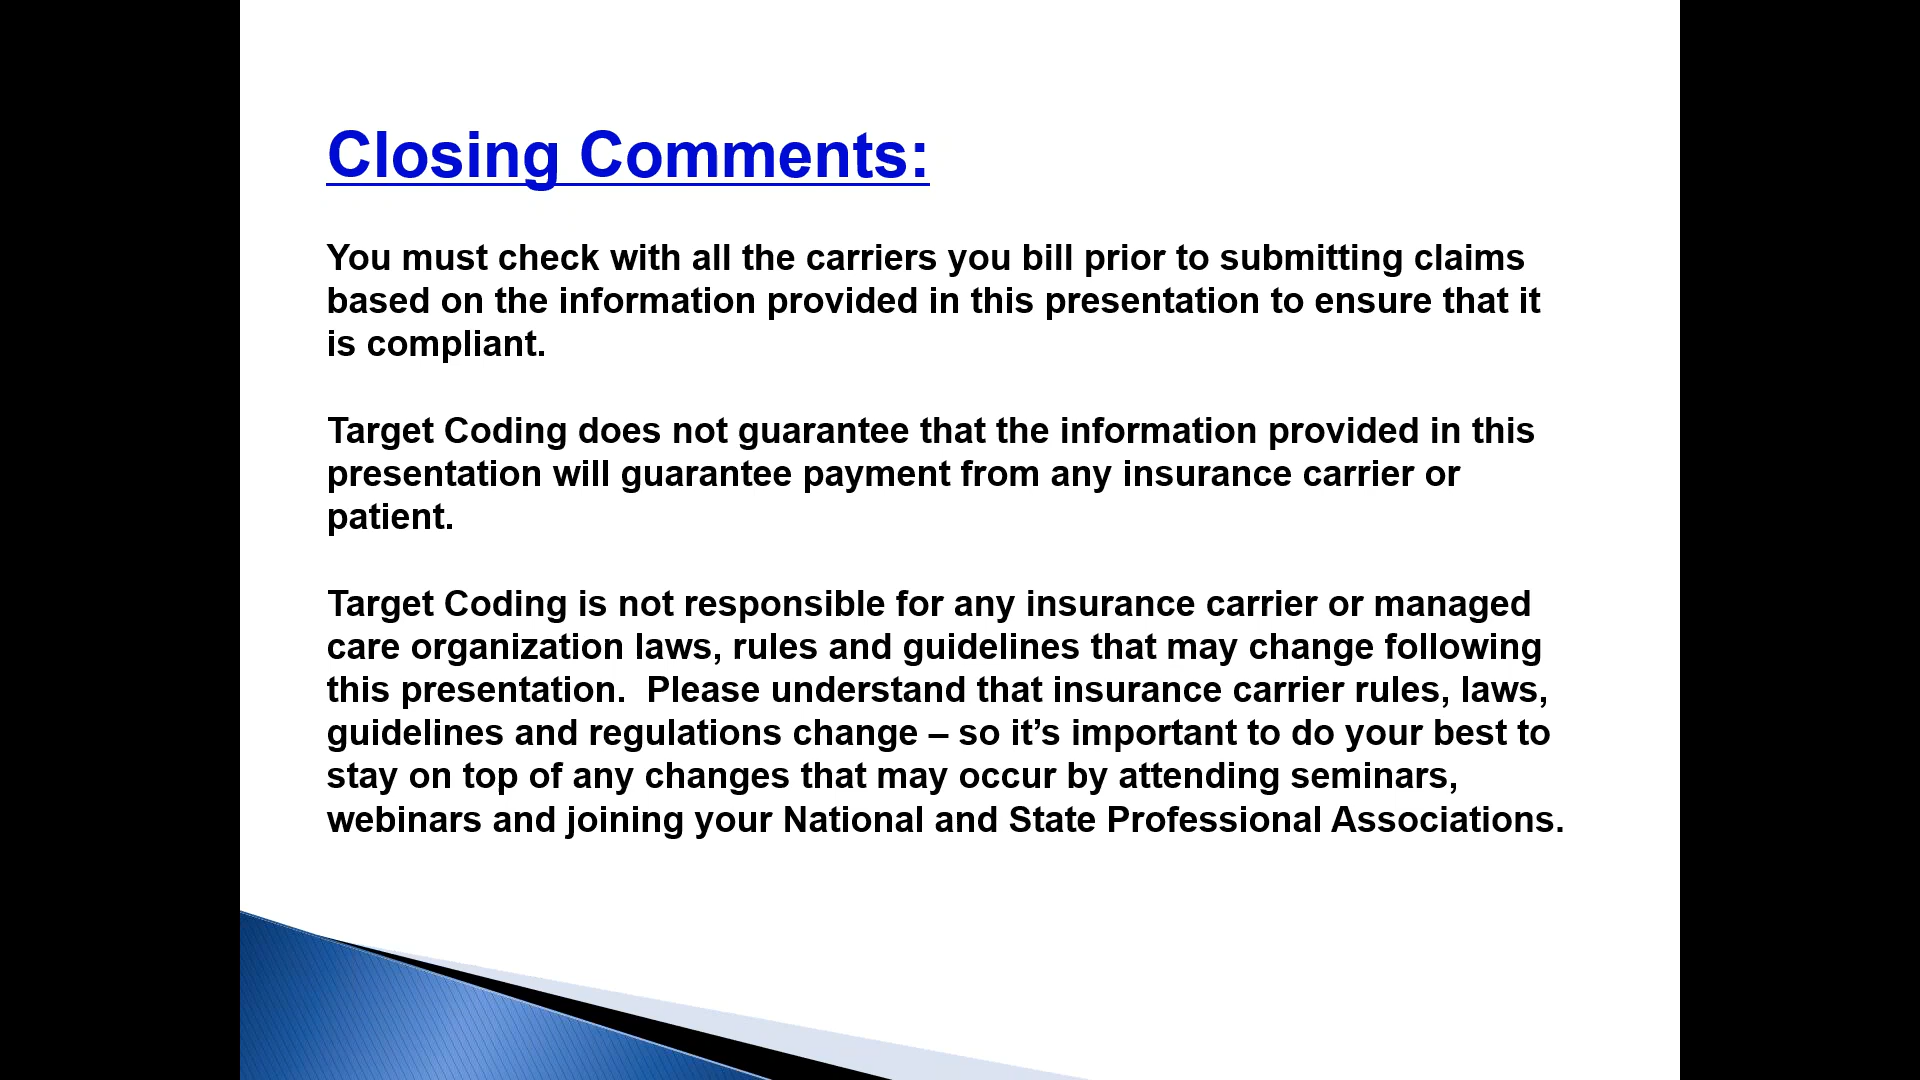 Closing Comments:
You must check with all the carriers you bill prior to submitting claims
based on the information provided in this presentation to ensure that it
is compliant.
Target Coding does not guarantee that the information provided in this
presentation will guarantee payment from any insurance carrier or
patient.
Target Coding is not responsible for any insurance carrier or managed
care organization laws, rules and guidelines that may change following
this presentation.  Please understand that insurance carrier rules, laws,
guidelines and regulations change – so it’s important to do your best to
stay on top of any changes that may occur by attending seminars,
webinars and joining your National and State Professional Associations.